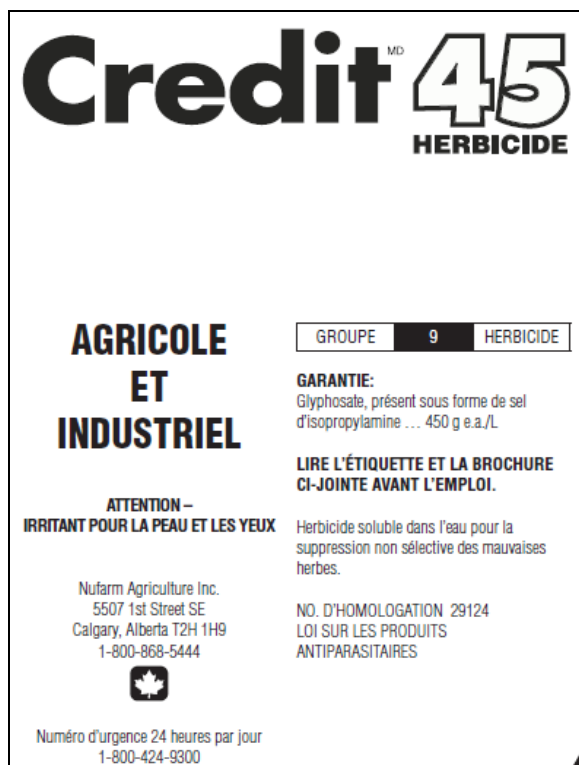 Credit MD 45
HERBICIDE
AGRICOLE
ET
INDUSTRIEL
ATTENTION –
IRRITANT POUR LA PEAU ET LES YEUX
Nufarm Agriculture Inc.
5507 1st Street SE
Calgary, Alberta T2H 1H9
1-800-868-5444
Numéro d'urgence 24 heures par jour
1-800-424-9300
GROUPE 9 HERBICIDE
GARANTIE:
Glyphosate, présent sous forme de sel
d'isopropylamine … 450 g e.a./L
LIRE L'ÉTIQUETTE ET LA BROCHURE
CI-JOINTE AVANT L'EMPLOI.
Herbicide soluble dans l'eau pour la
suppression non sélective des mauvaises
herbes.
NO. D'HOMOLOGATION 29124
LOI SUR LES PRODUITS
ANTIPARASITAIRES